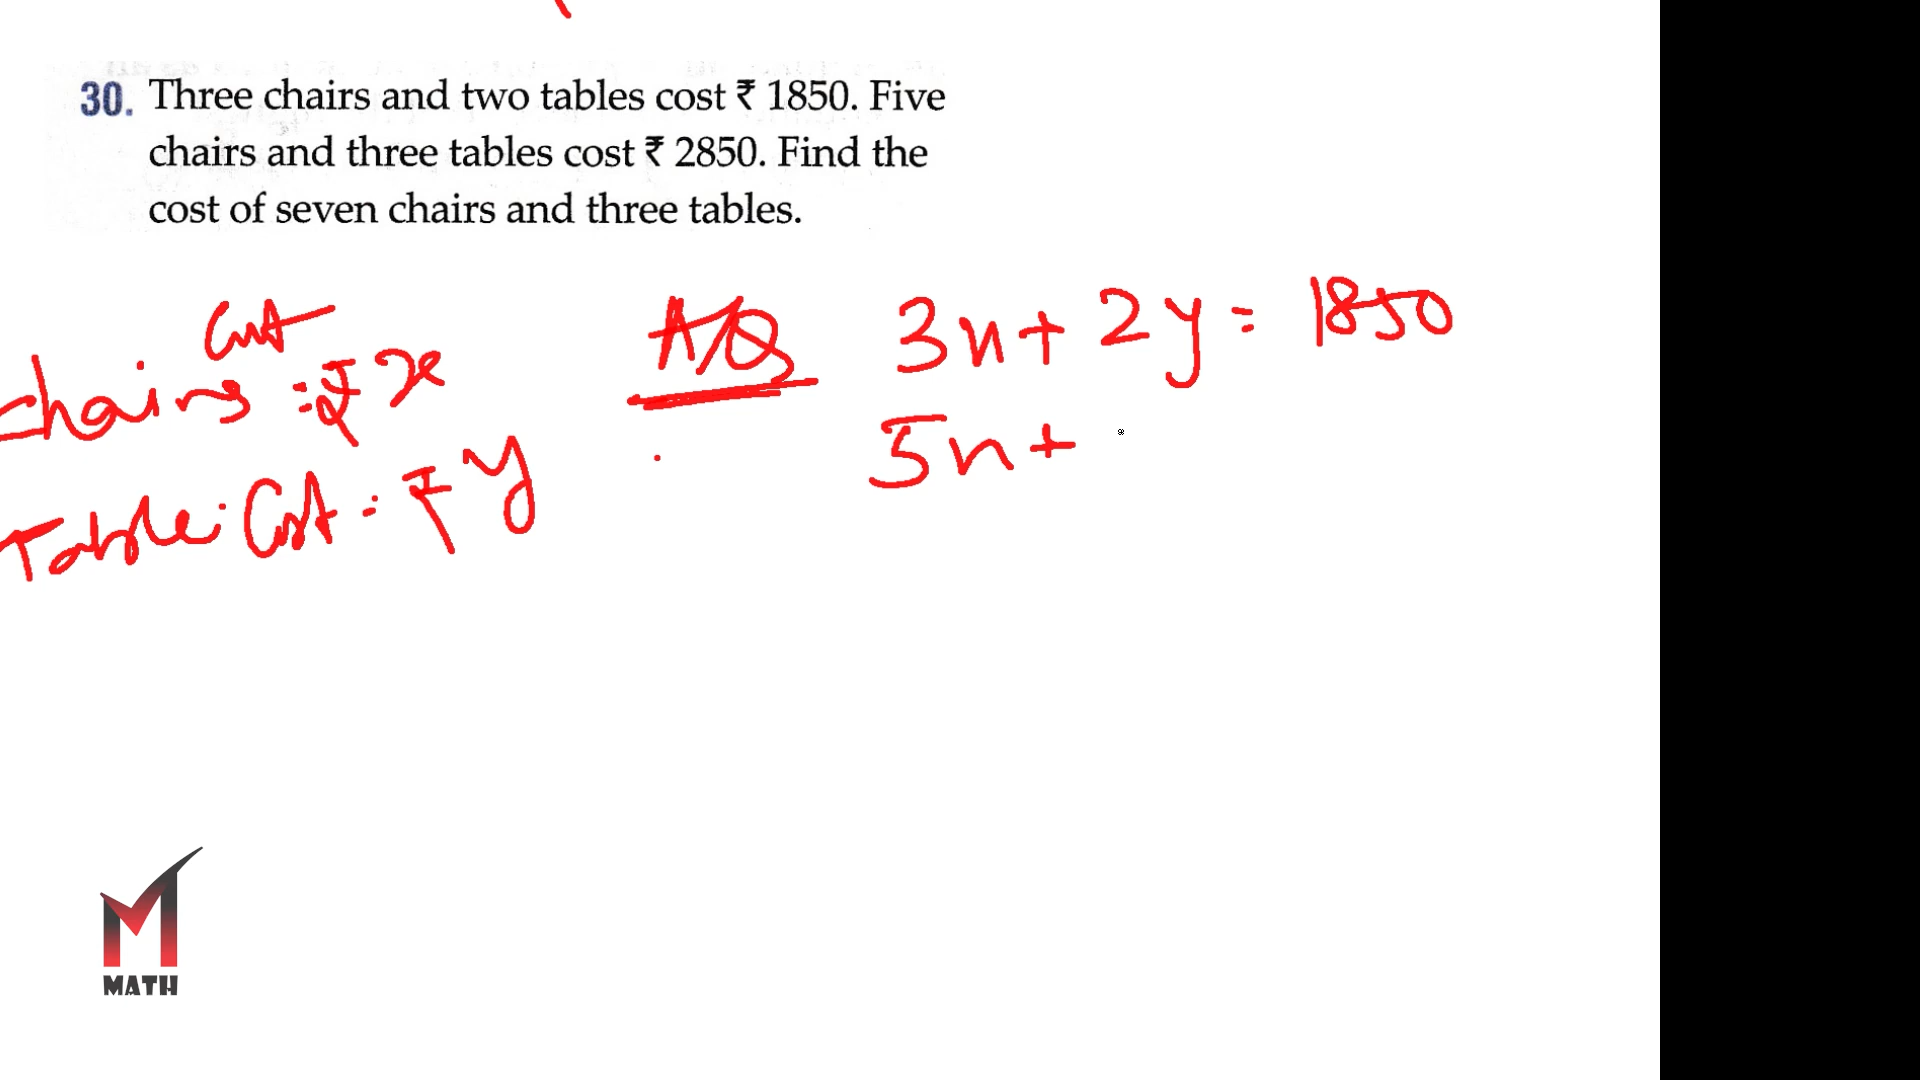 30. Three chairs and two tables cost ₹ 1850. Five
chairs and three tables cost ₹ 2850. Find the
cost of seven chairs and three tables.
Cost
chairs = ₹ x
A/Q
3x + 2y = 1850
5x +
Table Cost = ₹ y
MATH